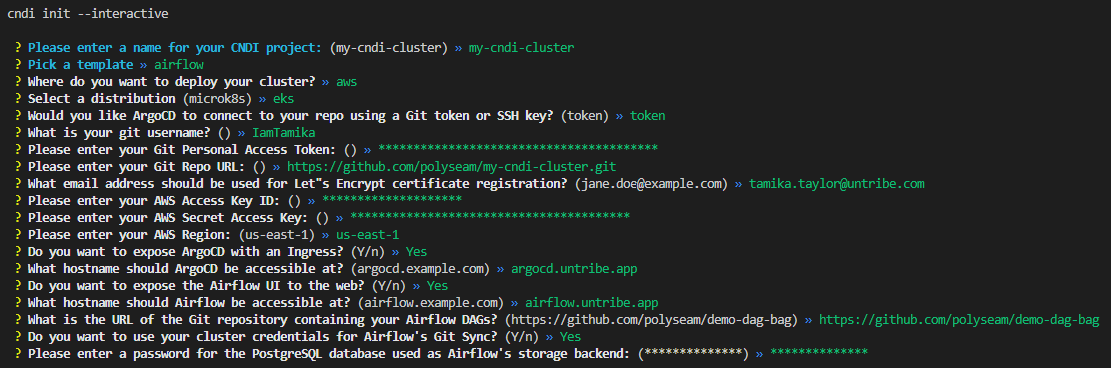 cndi init --interactive
? Please enter a name for your CNDI project: (my-cndi-cluster) » my-cndi-cluster
? Pick a template » airflow
? Where do you want to deploy your cluster? » aws
? Select a distribution (microk8s) » eks
? Would you like ArgoCD to connect to your repo using a Git token or SSH key? (token) » token
? What is your git username? () » IamTamika
? Please enter your Git Personal Access Token: () » ****************************************
? Please enter your Git Repo URL: () » https://github.com/polyseam/my-cndi-cluster.git
? What email address should be used for Let"s Encrypt certificate registration? (jane.doe@example.com) » tamika.taylor@untribe.com
? Please enter your AWS Access Key ID: () » ********************
? Please enter your AWS Secret Access Key: () » ****************************************
? Please enter your AWS Region: (us-east-1) » us-east-1
? Do you want to expose ArgoCD with an Ingress? (Y/n) » Yes
? What hostname should ArgoCD be accessible at? (argocd.example.com) » argocd.untribe.app
? Do you want to expose the Airflow UI to the web? (Y/n) » Yes
? What hostname should Airflow be accessible at? (airflow.example.com) » airflow.untribe.app
? What is the URL of the Git repository containing your Airflow DAGs? (https://github.com/polyseam/demo-dag-bag) » https://github.com/polyseam/demo-dag-bag
? Do you want to use your cluster credentials for Airflow's Git Sync? (Y/n) » Yes
? Please enter a password for the PostgreSQL database used as Airflow's storage backend: (**************) » **************